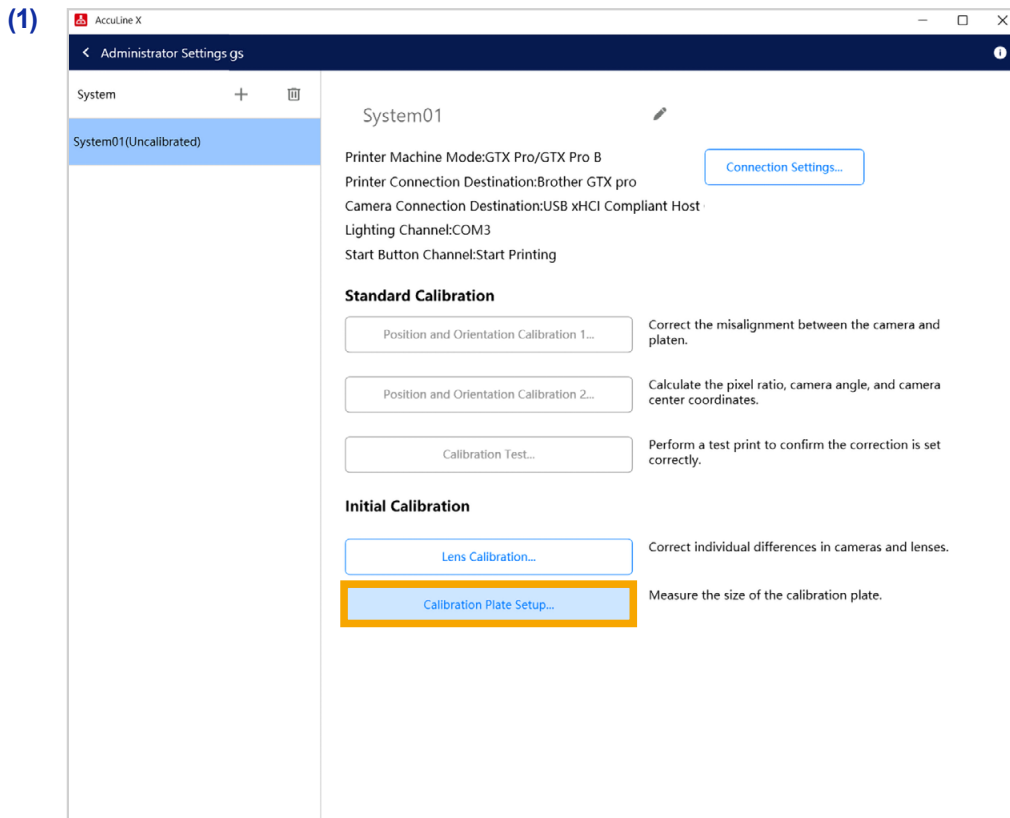 (1)
AccuLine X
Administrator Settings gs
System
System01(Uncalibrated)
System01
Printer Machine Mode:GTX Pro/GTX Pro B
Connection Settings...
Printer Connection Destination:Brother GTX pro
Camera Connection Destination:USB xHCI Compliant Host
Lighting Channel:COM3
Start Button Channel:Start Printing
Standard Calibration
Position and Orientation Calibration 1...
Correct the misalignment between the camera and
platen.
Position and Orientation Calibration 2...
Calculate the pixel ratio, camera angle, and camera
center coordinates.
Calibration Test...
Perform a test print to confirm the correction is set
correctly.
Initial Calibration
Lens Calibration...
Correct individual differences in cameras and lenses.
Calibration Plate Setup...
Measure the size of the calibration plate.